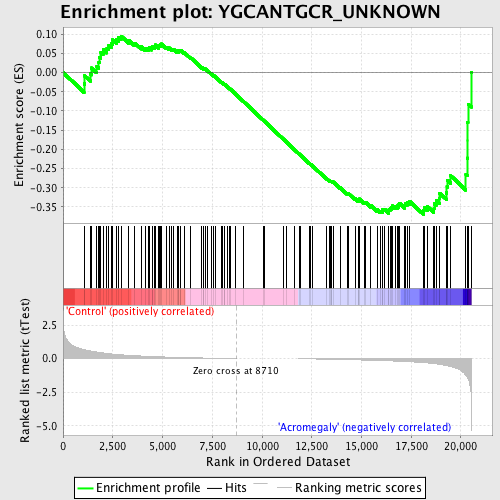 Enrichment plot: YGCANTGCR_UNKNOWN
Enrichment score (ES)
0.10
0.05
0.00
-0.05
-0.10
-0.15
-0.20
-0.25
-0.30
-0.35
'Control' (positively correlated)
Ranked list metric (tTest)
2.5
0.0
-2.5
-5.0
Zero cross at 8710
'Acromegaly' (negatively correlated)
0
2,500
5,000
7,500
10,000
12,500
15,000
17,500
20,000
Rank in Ordered Dataset
Enrichment profile
Hits
Ranking metric scores